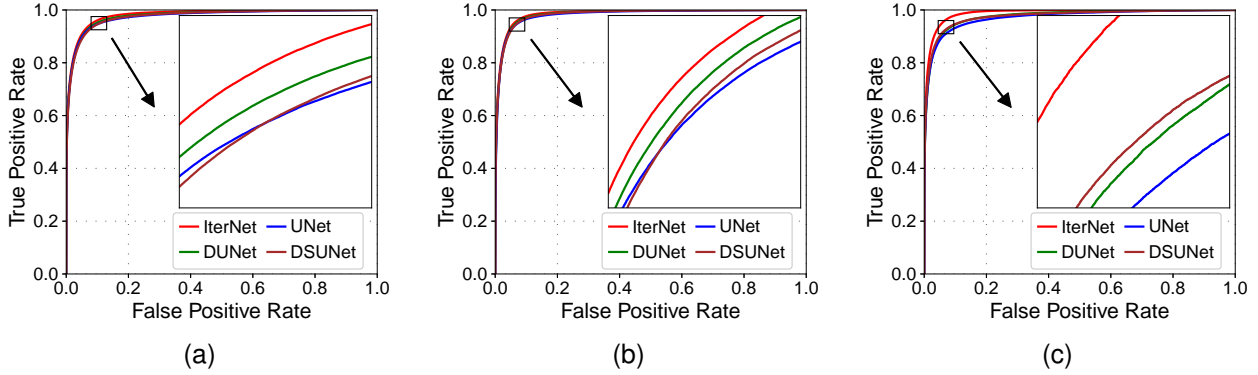 True Positive Rate
1.0
0.8
0.6
0.4
0.2
0.0
IterNet UNet
DUNet DSUNet
0.0 0.2 0.4 0.6 0.8 1.0
False Positive Rate
(a)
True Positive Rate
1.0
0.8
0.6
0.4
0.2
0.0
IterNet UNet
DUNet DSUNet
0.0 0.2 0.4 0.6 0.8 1.0
False Positive Rate
(b)
True Positive Rate
1.0
0.8
0.6
0.4
0.2
0.0
IterNet UNet
DUNet DSUNet
0.0 0.2 0.4 0.6 0.8 1.0
False Positive Rate
(c)